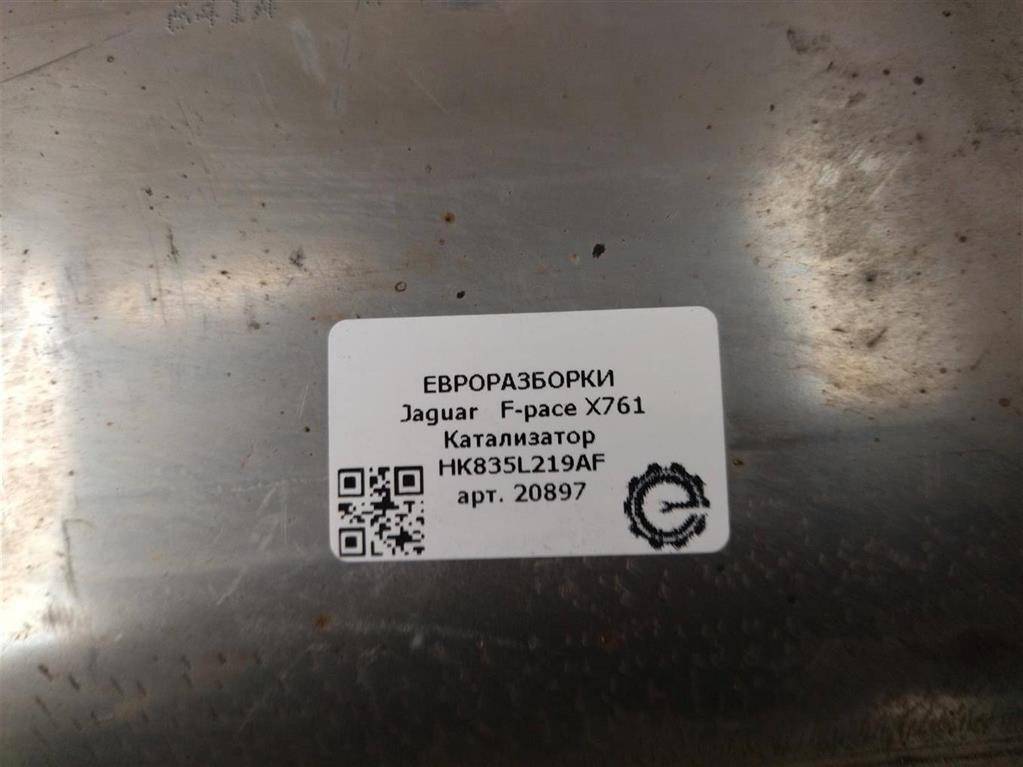 ЕВРОРАЗБОРКИ
Jaguar F-pace X761
Катализатор
HK835L219AF
арт. 20897